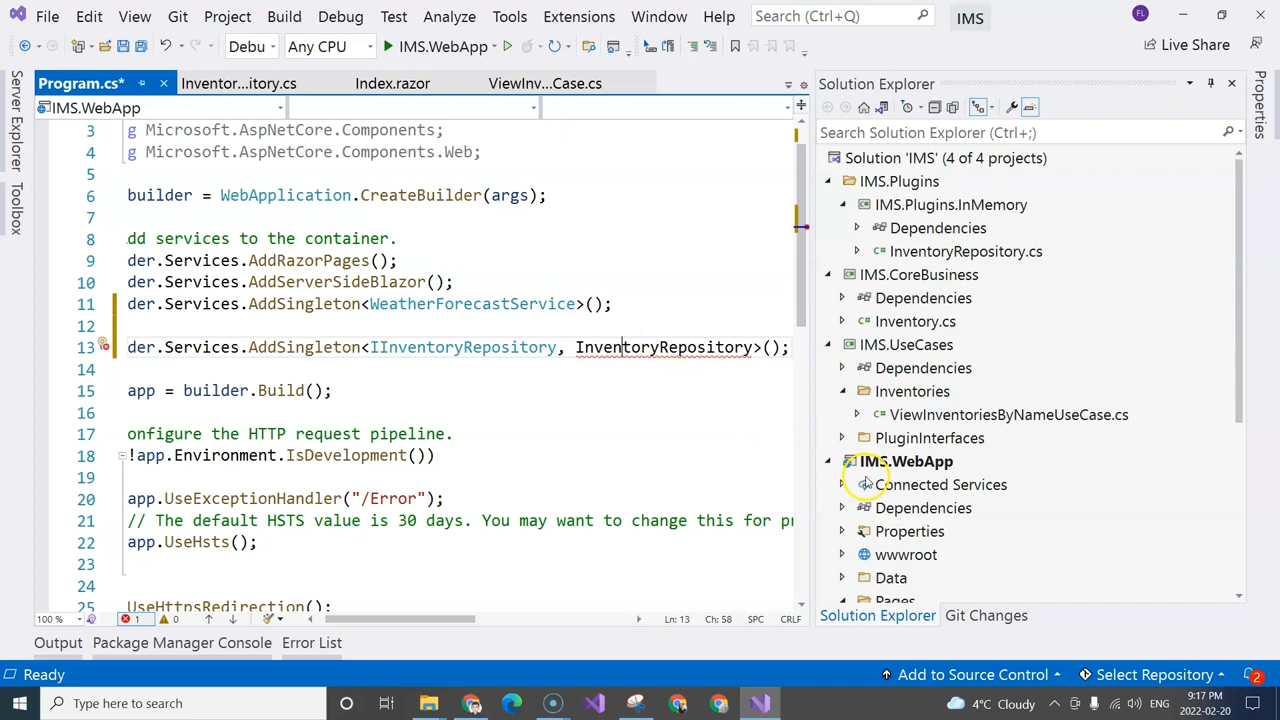 File Edit View Git Project Build Debug Test Analyze Tools Extensions Window Help Search (Ctrl+Q) IMS FL
Debu Any CPU IMS.WebApp Live Share
Server Explorer
Toolbox
Program.cs* Inventor...itory.cs Index.razor ViewInv...Case.cs
IMS.WebApp
3 g Microsoft.AspNetCore.Components;
4 g Microsoft.AspNetCore.Components.Web;
5
6 builder = WebApplication.CreateBuilder(args);
7
8 dd services to the container.
9 der.Services.AddRazorPages();
10 der.Services.AddServerSideBlazor();
11 der.Services.AddSingleton<WeatherForecastService>();
12
13 der.Services.AddSingleton<IInventoryRepository, InventoryRepository>();
14
15 app = builder.Build();
16
17 onfigure the HTTP request pipeline.
18 !app.Environment.IsDevelopment())
19
20 app.UseExceptionHandler("/Error");
21 // The default HSTS value is 30 days. You may want to change this for pr
22 app.UseHsts();
23
24
25 UseHttpsRedirection();
100 % 1 0 Ln: 13 Ch: 58 SPC CRLF
Solution Explorer
Search Solution Explorer (Ctrl+;)
Solution 'IMS' (4 of 4 projects)
IMS.Plugins
IMS.Plugins.InMemory
Dependencies
InventoryRepository.cs
IMS.CoreBusiness
Dependencies
Inventory.cs
IMS.UseCases
Dependencies
Inventories
ViewInventoriesByNameUseCase.cs
PluginInterfaces
IMS.WebApp
Connected Services
Dependencies
Properties
wwwroot
Data
Pages
Solution Explorer Git Changes
Properties
Output Package Manager Console Error List
Ready Add to Source Control Select Repository 2
Type here to search 4°C Cloudy ENG 9:17 PM
2022-02-20